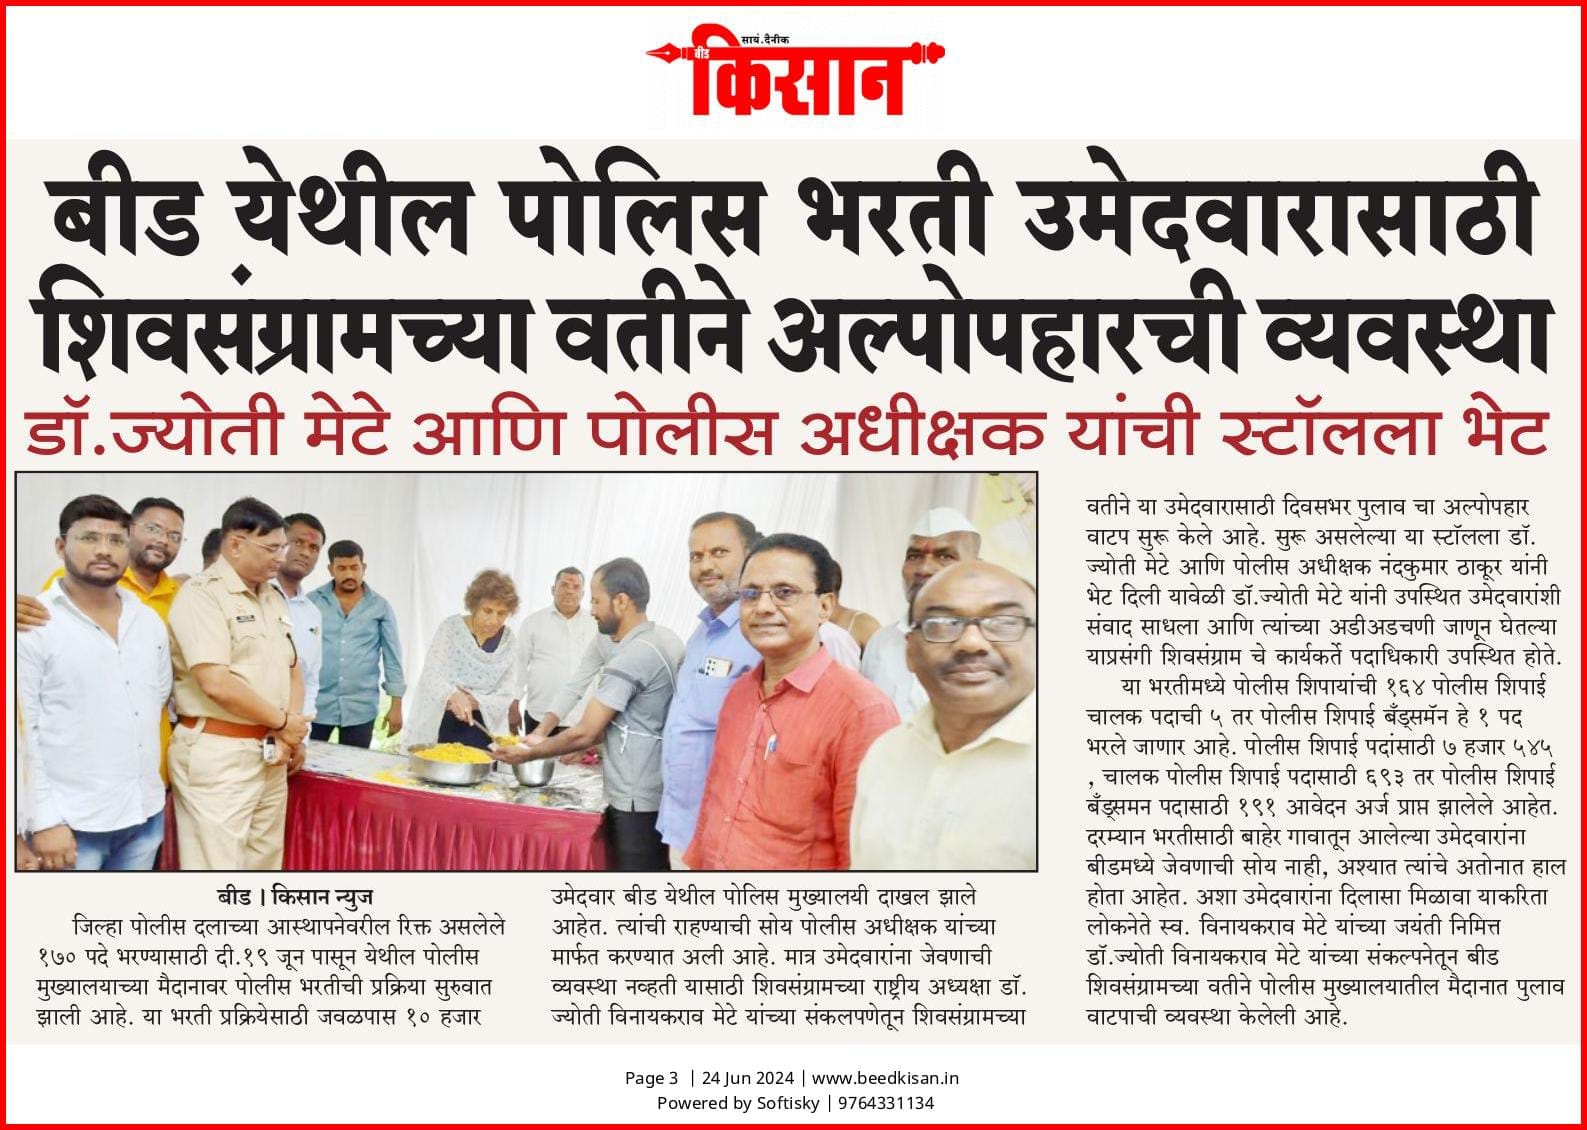 सायं.दैनीक
बीड
किसान
बीड येथील पोलिस भरती उमेदवारासाठी
शिवसंग्रामच्या वतीने अल्पोपहारची व्यवस्था
डॉ.ज्योती मेटे आणि पोलीस अधीक्षक यांची स्टॉलला भेट
बीड । किसान न्युज
जिल्हा पोलीस दलाच्या आस्थापनेवरील रिक्त असलेले
१७० पदे भरण्यासाठी दी.१९ जून पासून येथील पोलीस
मुख्यालयाच्या मैदानावर पोलीस भरतीची प्रक्रिया सुरुवात
झाली आहे. या भरती प्रक्रियेसाठी जवळपास १० हजार
उमेदवार बीड येथील पोलिस मुख्यालयी दाखल झाले
आहेत. त्यांची राहण्याची सोय पोलीस अधीक्षक यांच्या
मार्फत करण्यात अली आहे. मात्र उमेदवारांना जेवणाची
व्यवस्था नव्हती यासाठी शिवसंग्रामच्या राष्ट्रीय अध्यक्षा डॉ.
ज्योती विनायकराव मेटे यांच्या संकलपणेतून शिवसंग्रामच्या
वतीने या उमेदवारासाठी दिवसभर पुलाव चा अल्पोपहार
वाटप सुरू केले आहे. सुरू असलेल्या या स्टॉलला डॉ.
ज्योती मेटे आणि पोलीस अधीक्षक नंदकुमार ठाकूर यांनी
भेट दिली यावेळी डॉ.ज्योती मेटे यांनी उपस्थित उमेदवारांशी
संवाद साधला आणि त्यांच्या अडीअडचणी जाणून घेतल्या
याप्रसंगी शिवसंग्राम चे कार्यकर्ते पदाधिकारी उपस्थित होते.
या भरतीमध्ये पोलीस शिपायांची १६४ पोलीस शिपाई
चालक पदाची ५ तर पोलीस शिपाई बँड्समॅन हे १ पद
भरले जाणार आहे. पोलीस शिपाई पदांसाठी ७ हजार ५४५
, चालक पोलीस शिपाई पदासाठी ६९३ तर पोलीस शिपाई
बँड्समन पदासाठी १९१ आवेदन अर्ज प्राप्त झालेले आहेत.
दरम्यान भरतीसाठी बाहेर गावातून आलेल्या उमेदवारांना
बीडमध्ये जेवणाची सोय नाही, अश्यात त्यांचे अतोनात हाल
होता आहेत. अशा उमेदवारांना दिलासा मिळावा याकरिता
लोकनेते स्व. विनायकराव मेटे यांच्या जयंती निमित्त
डॉ.ज्योती विनायकराव मेटे यांच्या संकल्पनेतून बीड
शिवसंग्रामच्या वतीने पोलीस मुख्यालयातील मैदानात पुलाव
वाटपाची व्यवस्था केलेली आहे.
Page 3 | 24 Jun 2024 | www.beedkisan.in
Powered by Softisky | 9764331134